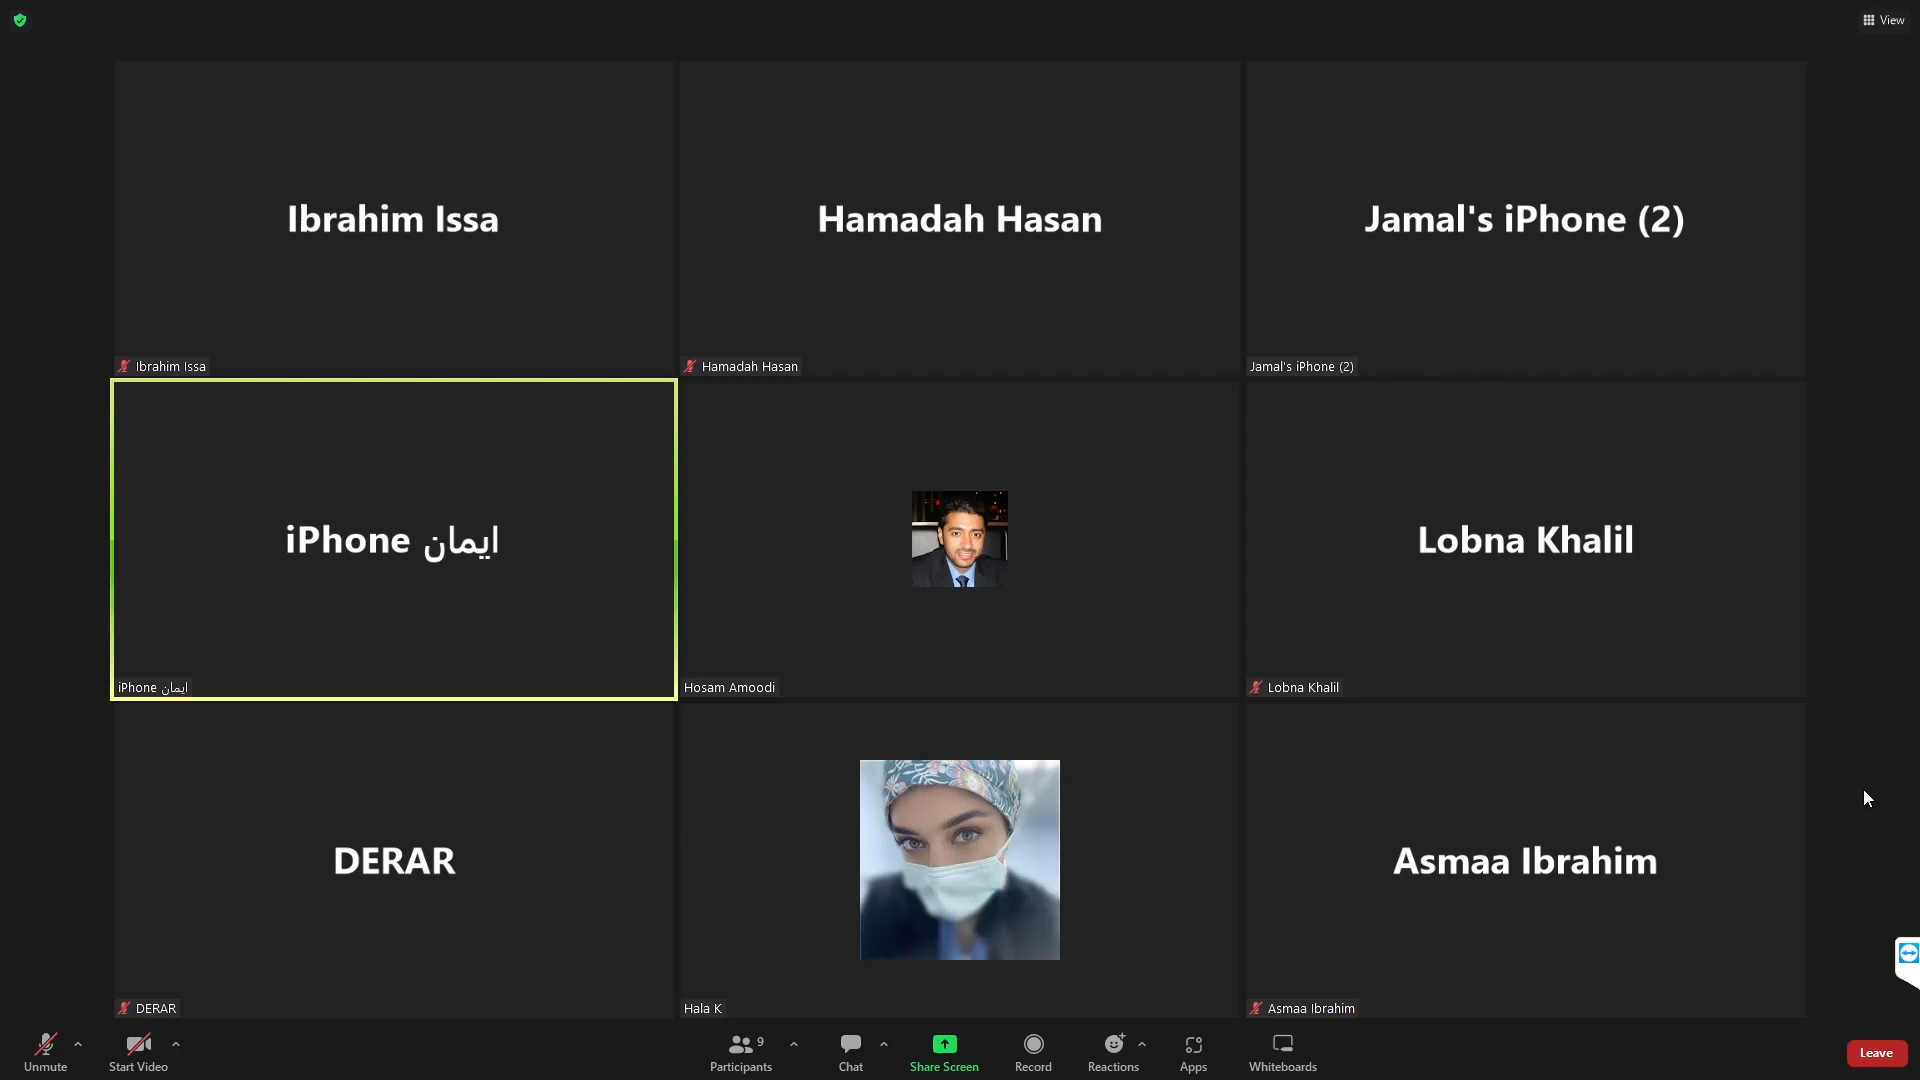 View
Ibrahim Issa
Hamadah Hasan
Jamal's iPhone (2)
Ibrahim Issa
Hamadah Hasan
Jamal's iPhone (2)
iPhone ايمان
Lobna Khalil
iPhone ايمان
Hosam Amoodi
Lobna Khalil
DERAR
Asmaa Ibrahim
DERAR
Hala K
Asmaa Ibrahim
9
Unmute
Start Video
Participants
Chat
Share Screen
Record
Reactions
Apps
Whiteboards
Leave